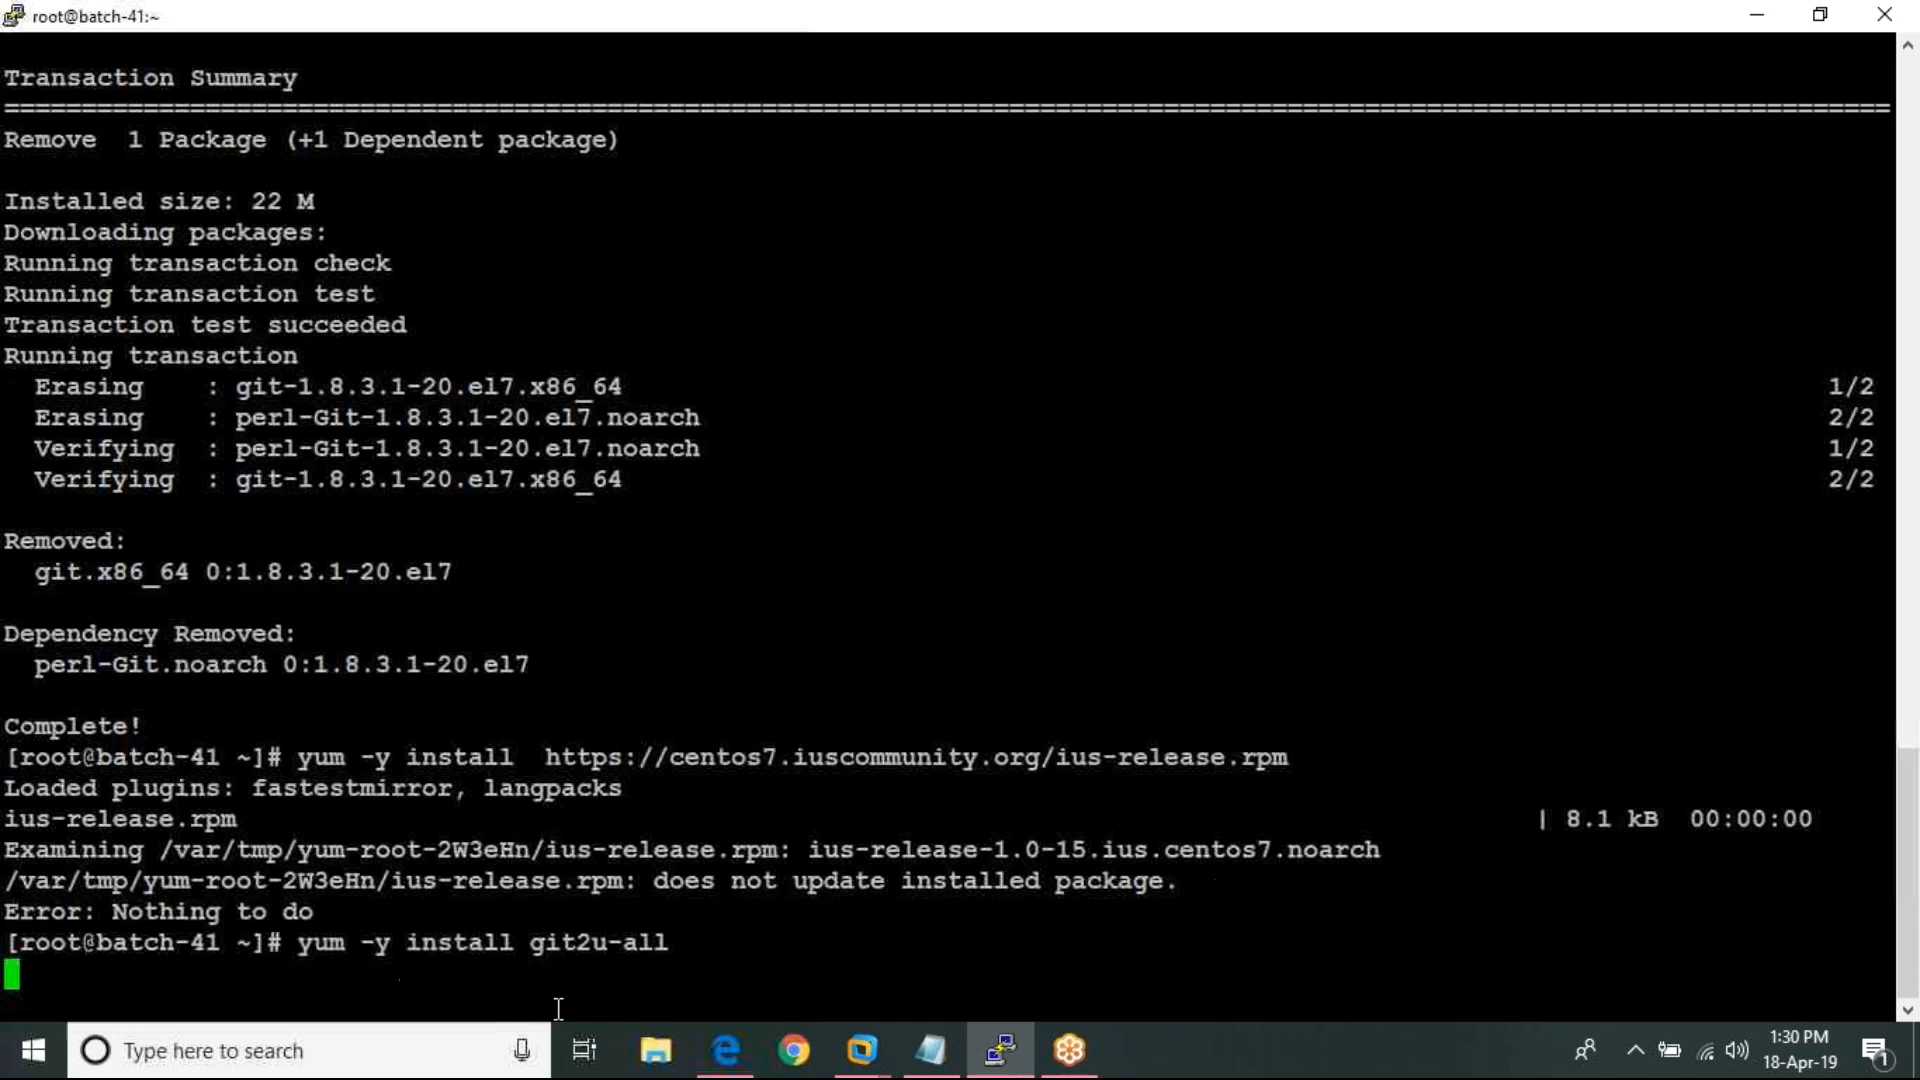 root@batch-41:~
Transaction Summary
================================================================================
Remove  1 Package (+1 Dependent package)
Installed size: 22 M
Downloading packages:
Running transaction check
Running transaction test
Transaction test succeeded
Running transaction
  Erasing    : git-1.8.3.1-20.el7.x86_64 1/2
  Erasing    : perl-Git-1.8.3.1-20.el7.noarch 2/2
  Verifying  : perl-Git-1.8.3.1-20.el7.noarch 1/2
  Verifying  : git-1.8.3.1-20.el7.x86_64 2/2
Removed:
  git.x86_64 0:1.8.3.1-20.el7
Dependency Removed:
  perl-Git.noarch 0:1.8.3.1-20.el7
Complete!
[root@batch-41 ~]# yum -y install  https://centos7.iuscommunity.org/ius-release.rpm
Loaded plugins: fastestmirror, langpacks
ius-release.rpm | 8.1 kB  00:00:00
Examining /var/tmp/yum-root-2W3eHn/ius-release.rpm: ius-release-1.0-15.ius.centos7.noarch
/var/tmp/yum-root-2W3eHn/ius-release.rpm: does not update installed package.
Error: Nothing to do
[root@batch-41 ~]# yum -y install git2u-all
Type here to search
1:30 PM
18-Apr-19
1